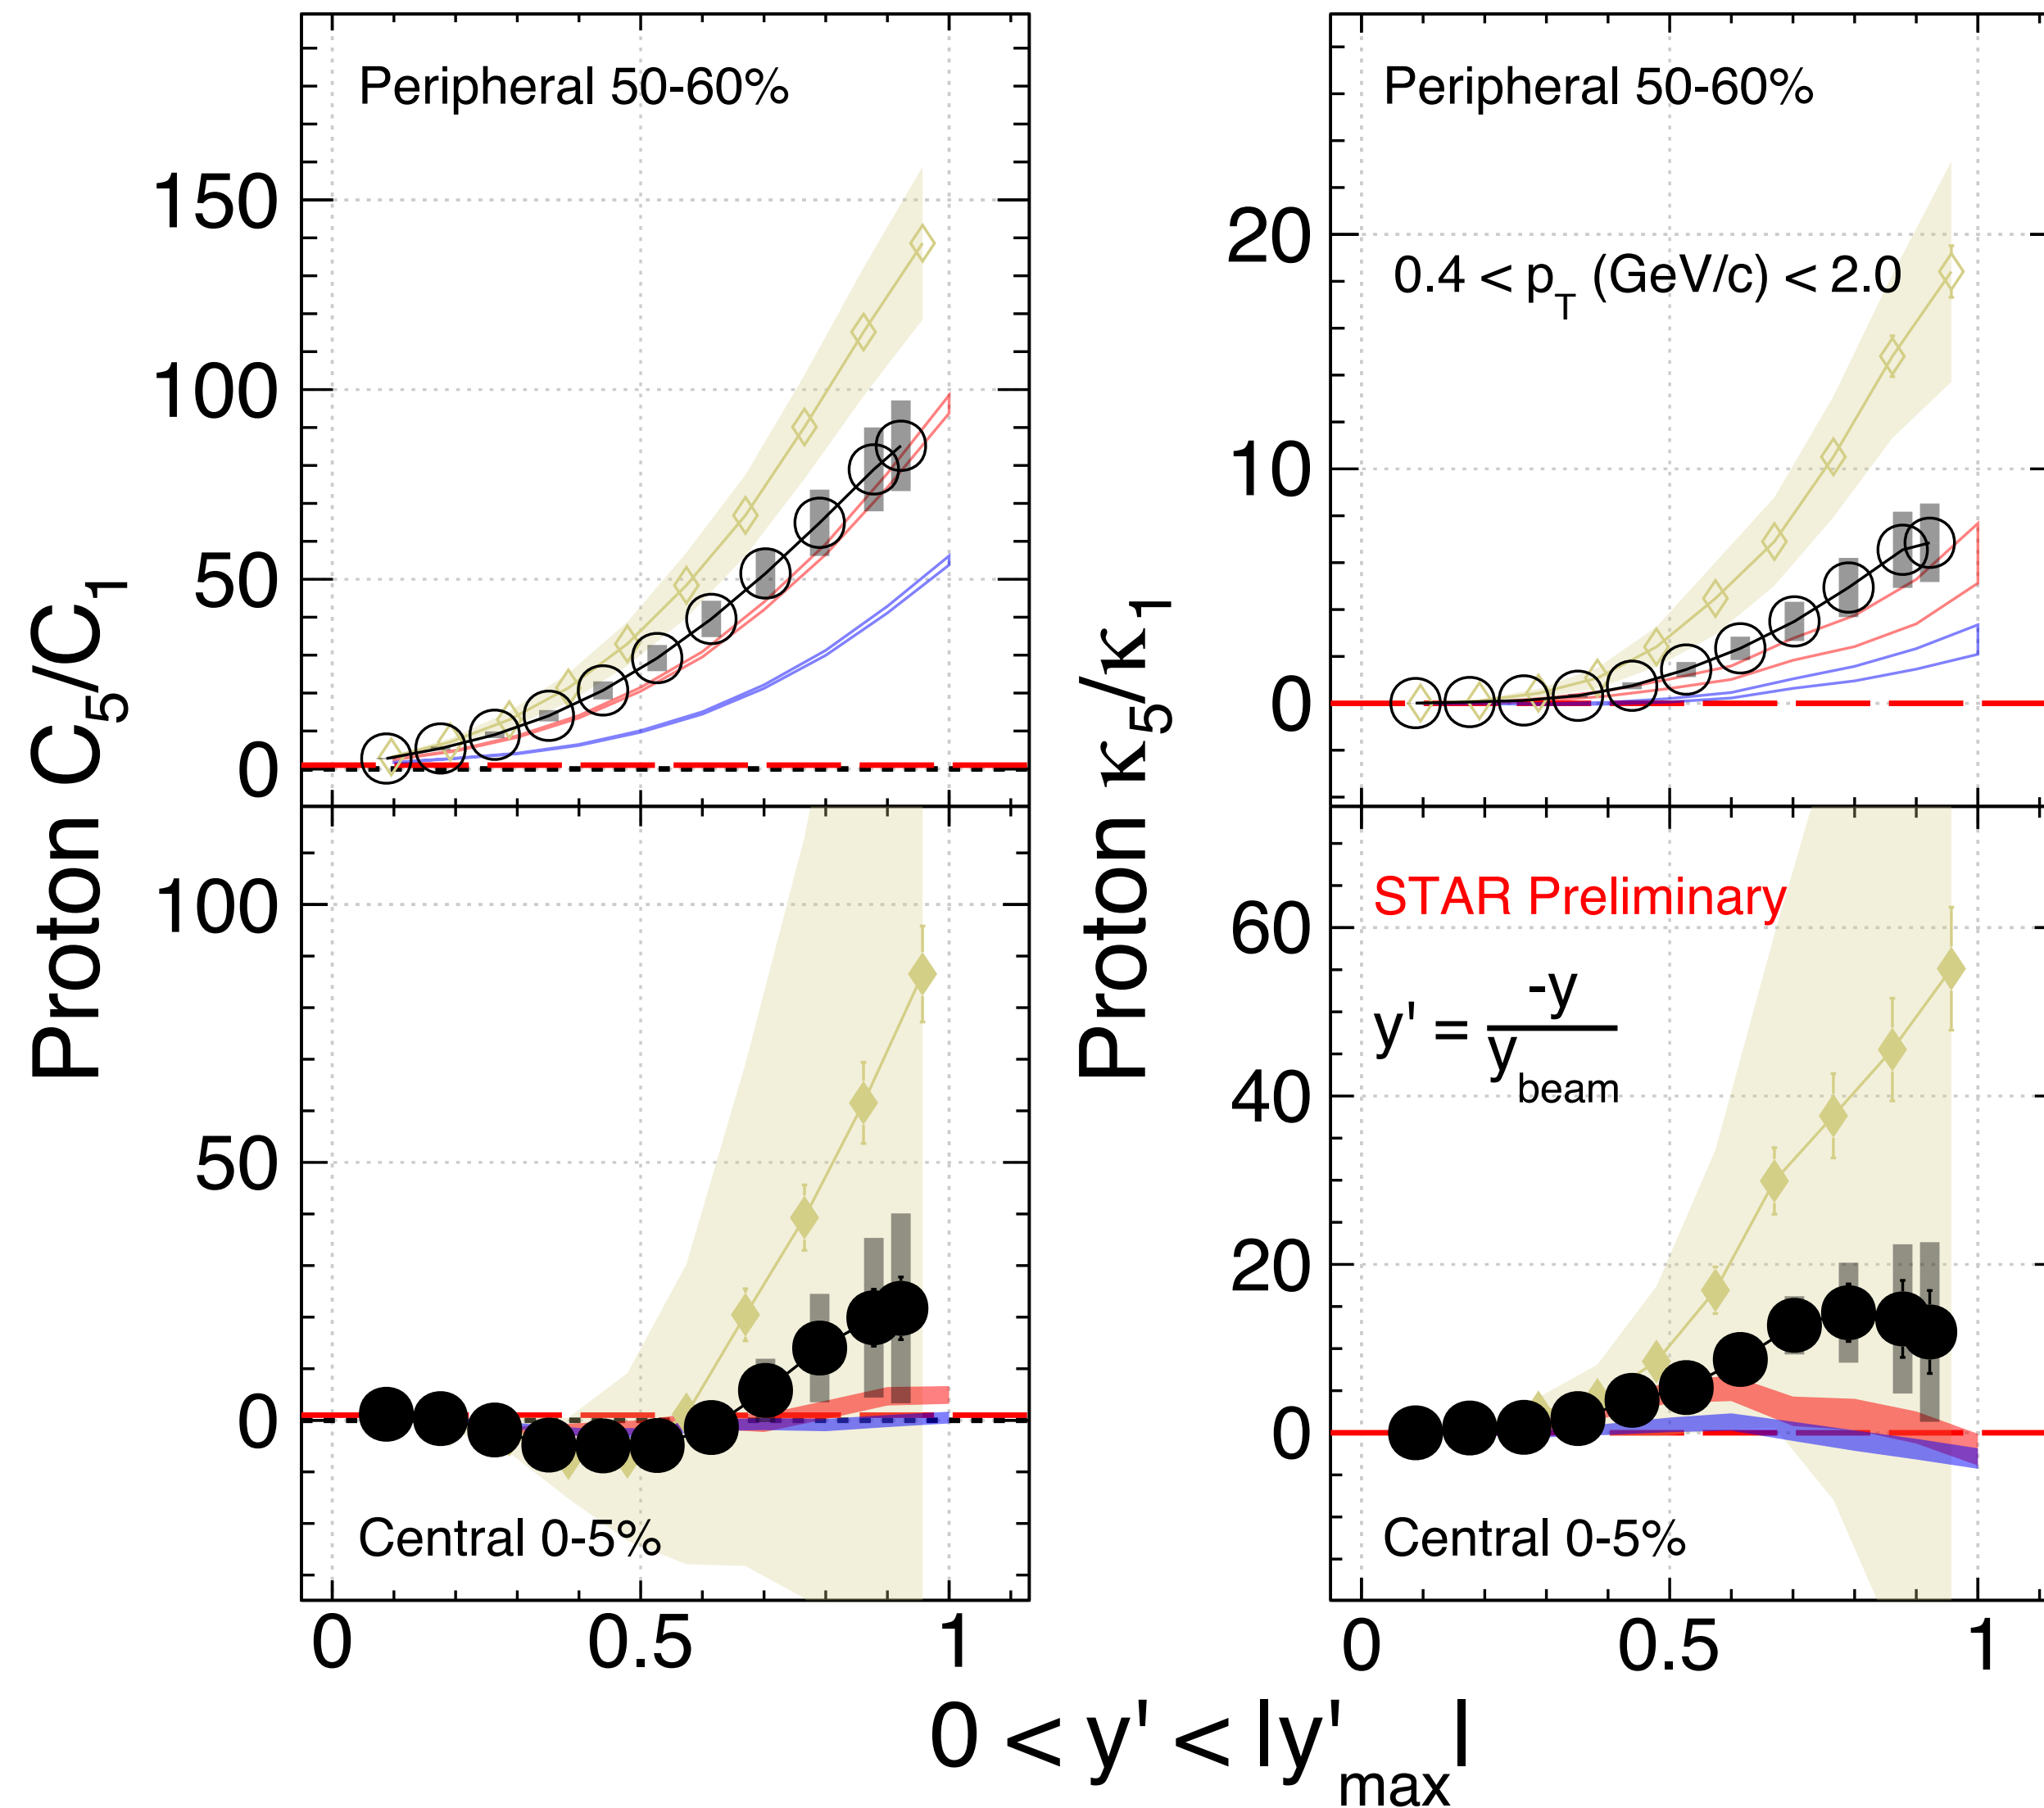 Proton C5/C1
Peripheral 50-60%
150
100
50
0
100
50
0
Central 0-5%
0
0.5
1
Proton κ5/κ1
Peripheral 50-60%
0.4 < pT (GeV/c) < 2.0
20
10
0
STAR Preliminary
y' = -y
ybeam
60
40
20
0
Central 0-5%
0
0.5
1
0 < y' < |y'max|